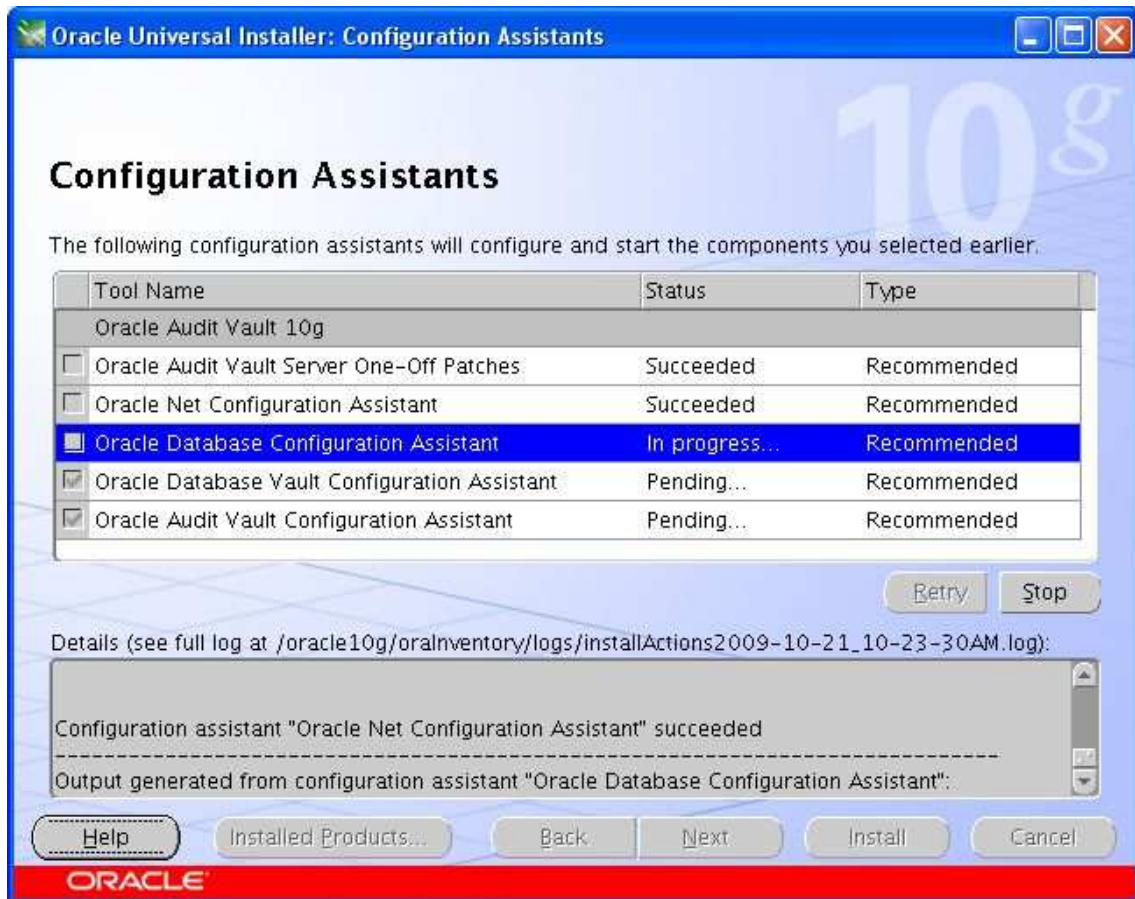 Oracle Universal Installer: Configuration Assistants
10g
Configuration Assistants
The following configuration assistants will configure and start the components you selected earlier.
Tool Name Status Type
Oracle Audit Vault 10g
Oracle Audit Vault Server One-Off Patches Succeeded Recommended
Oracle Net Configuration Assistant Succeeded Recommended
Oracle Database Configuration Assistant In progress... Recommended
Oracle Database Vault Configuration Assistant Pending... Recommended
Oracle Audit Vault Configuration Assistant Pending... Recommended
Retry Stop
Details (see full log at /oracle10g/oraInventory/logs/installActions2009-10-21_10-23-30AM.log):
Configuration assistant "Oracle Net Configuration Assistant" succeeded
-----------------------------------------------------------------------------
Output generated from configuration assistant "Oracle Database Configuration Assistant":
Help Installed Products... Back Next Install Cancel
ORACLE